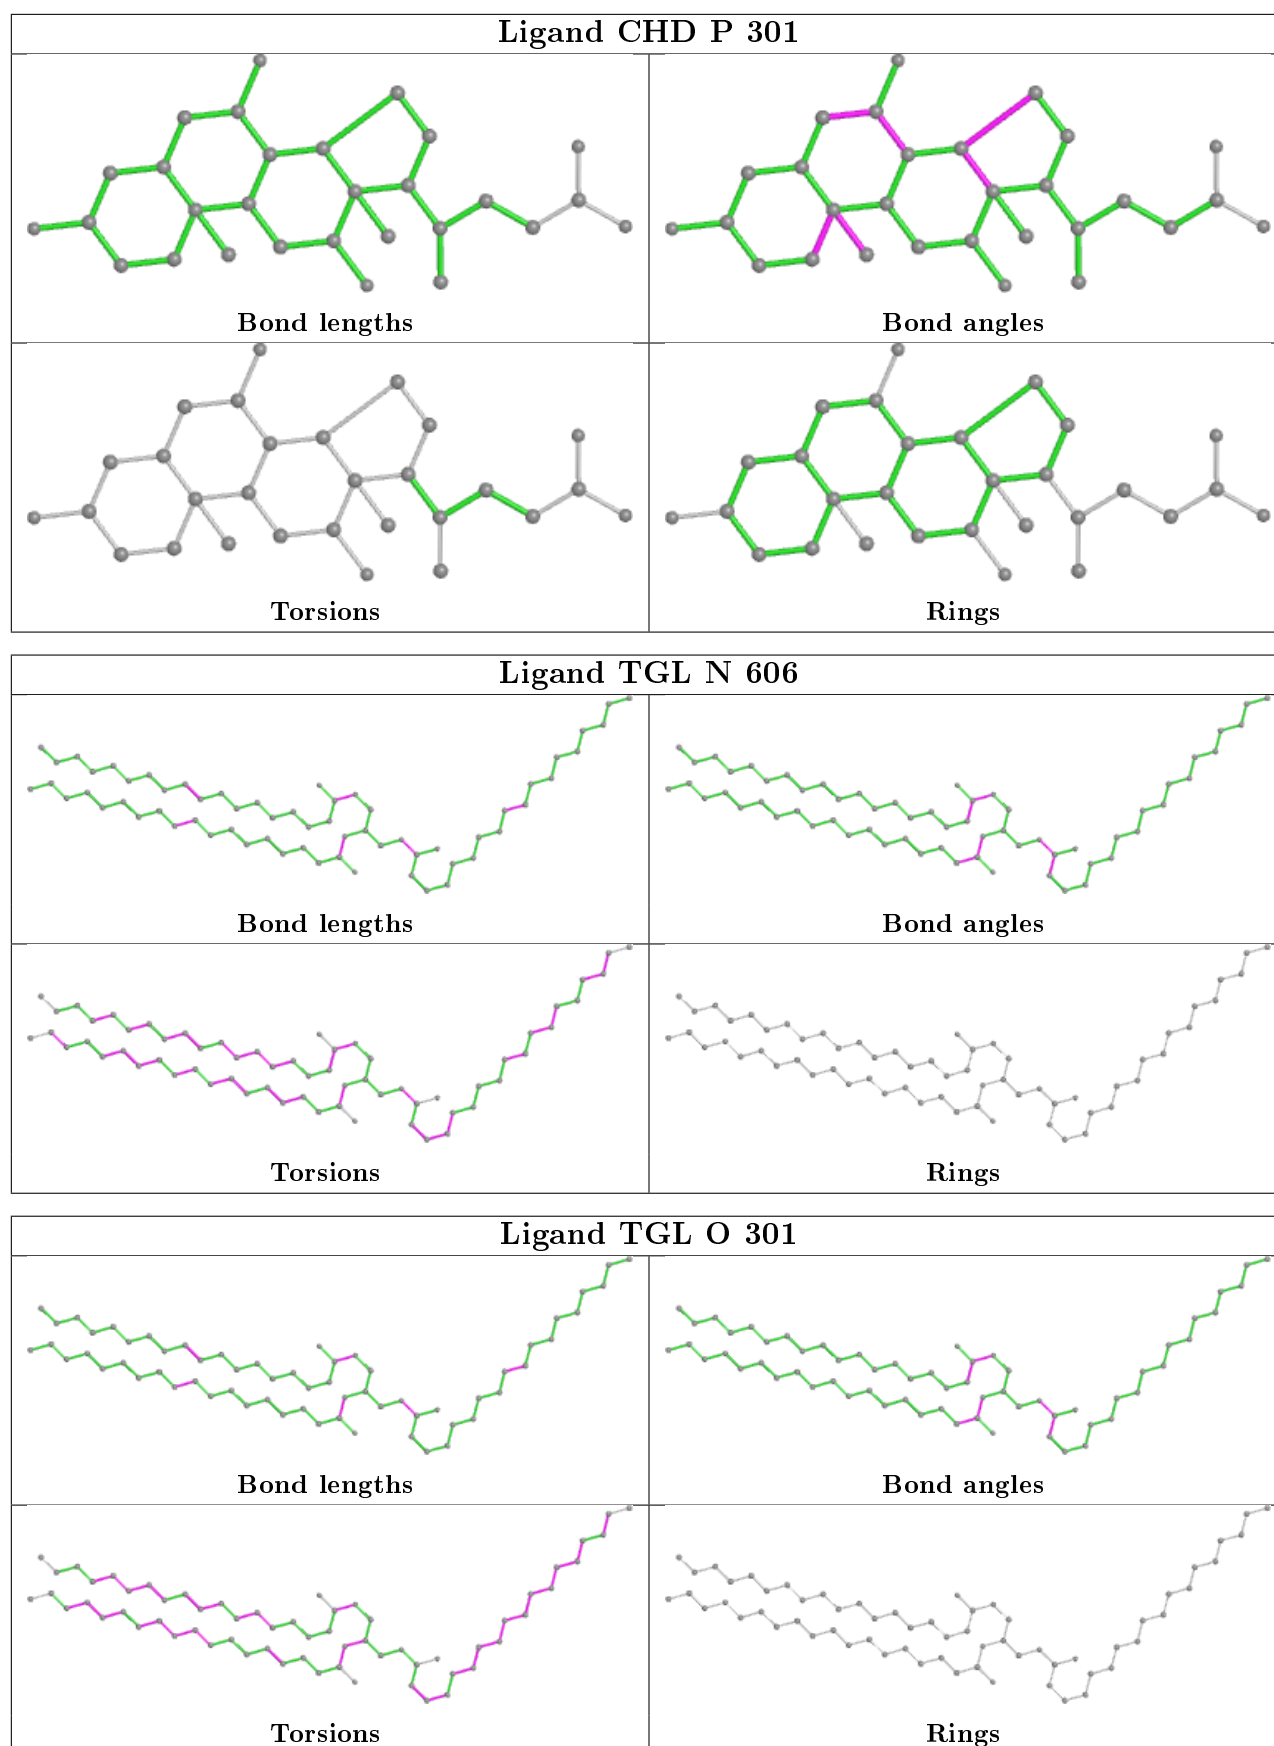 Ligand CHD P 301
Bond lengths
Bond angles
Torsions
Rings
Ligand TGL N 606
Bond lengths
Bond angles
Torsions
Rings
Ligand TGL O 301
Bond lengths
Bond angles
Torsions
Rings